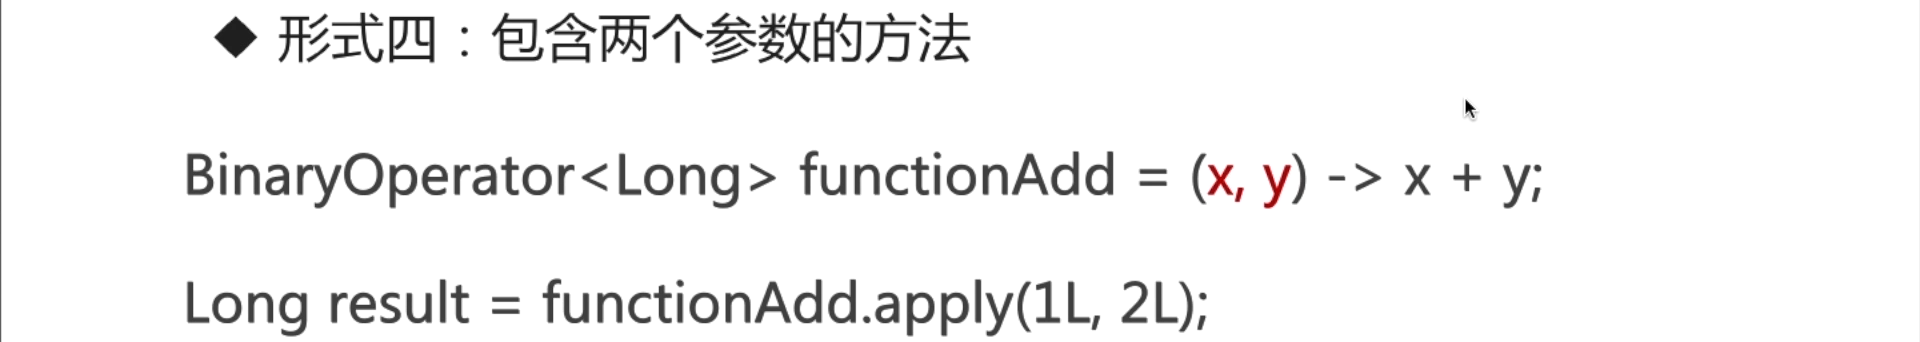 ◆ 形式四：包含两个参数的方法
BinaryOperator<Long> functionAdd = (x, y) -> x + y;
Long result = functionAdd.apply(1L, 2L);